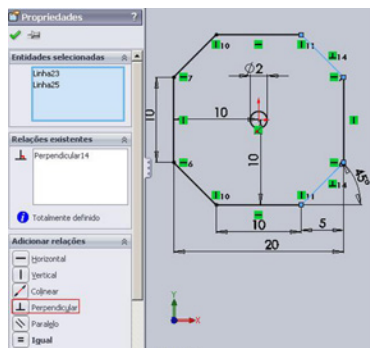 Propriedades ?
Entidades selecionadas
Linha23
Linha25
Relações existentes
Perpendicular14
Totalmente definido
Adicionar relações
Horizontal
Vertical
Colinear
Perpendicular
Paralelo
Igual
10
11
14
Ø2
7
10
10
10
6
14
45°
10
11
10
5
20
Y
X